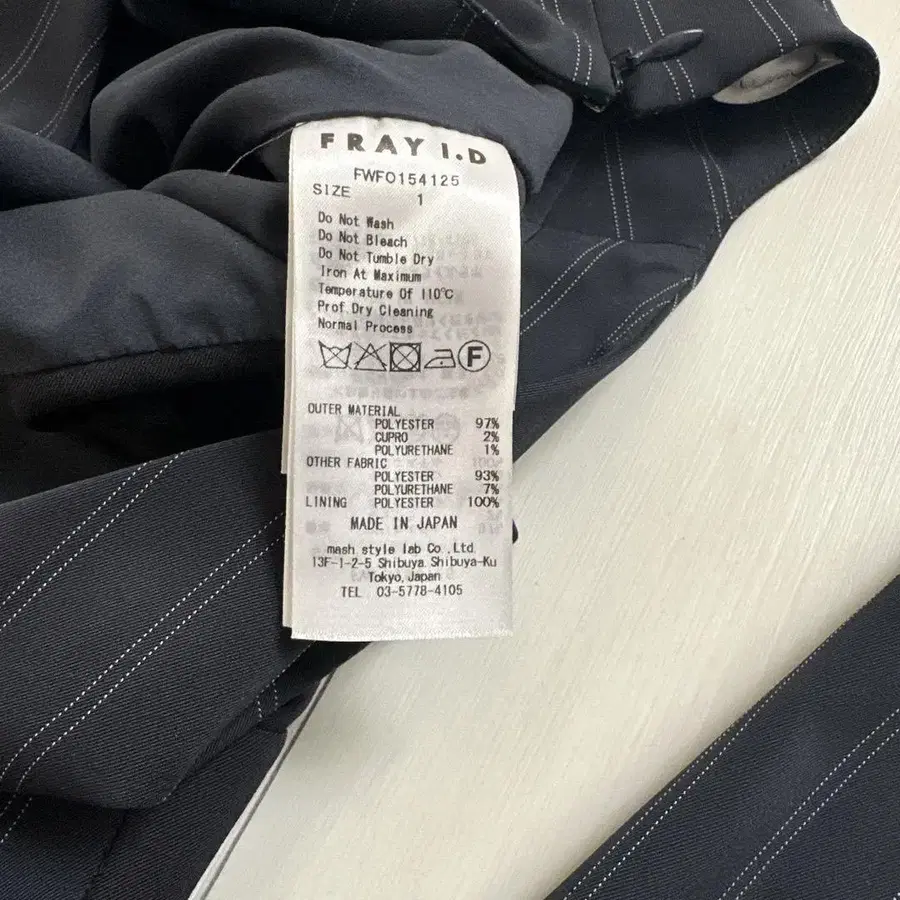 FRAY I.D
FWFO154125
SIZE 1
Do Not Wash
Do Not Bleach
Do Not Tumble Dry
Iron At Maximum
Temperature Of 110℃
Prof.Dry Cleaning
Normal Process
F
OUTER MATERIAL
POLYESTER 97%
CUPRO 2%
POLYURETHANE 1%
OTHER FABRIC
POLYESTER 93%
POLYURETHANE 7%
LINING POLYESTER 100%
MADE IN JAPAN
mash style lab Co.,Ltd.
13F-1-2-5 Shibuya Shibuya-Ku
Tokyo,Japan
TEL 03-5778-4105